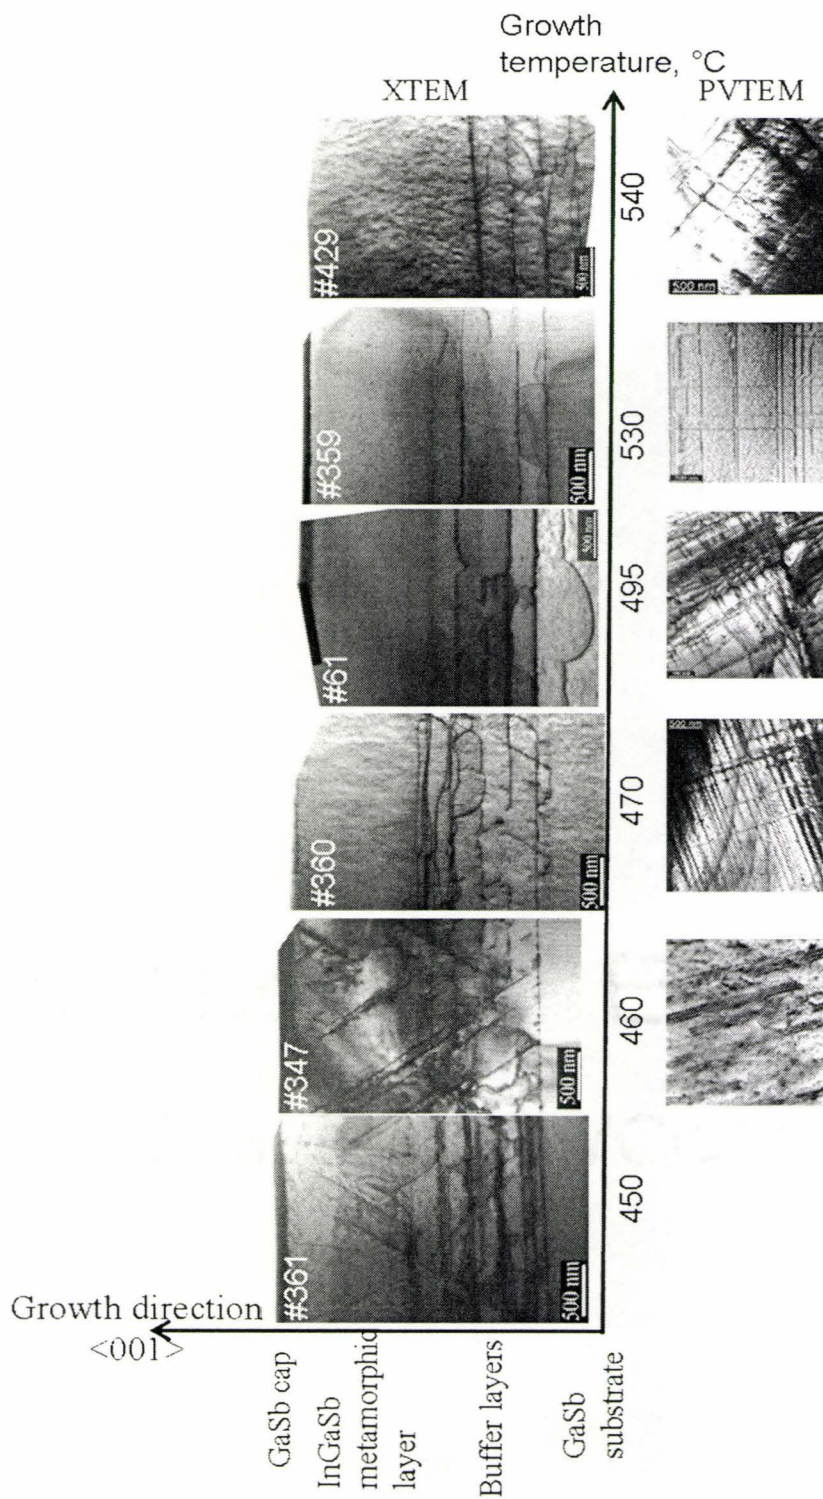 Growth
temperature, °C
XTEM
PVTEM
#429
500 nm
540
500 nm
#359
500 nm
530
#61
500 nm
495
#360
500 nm
470
500 nm
#347
500 nm
460
#361
500 nm
450
Growth direction
<001>
GaSb cap
InGaSb
metamorphic
layer
Buffer layers
GaSb
substrate